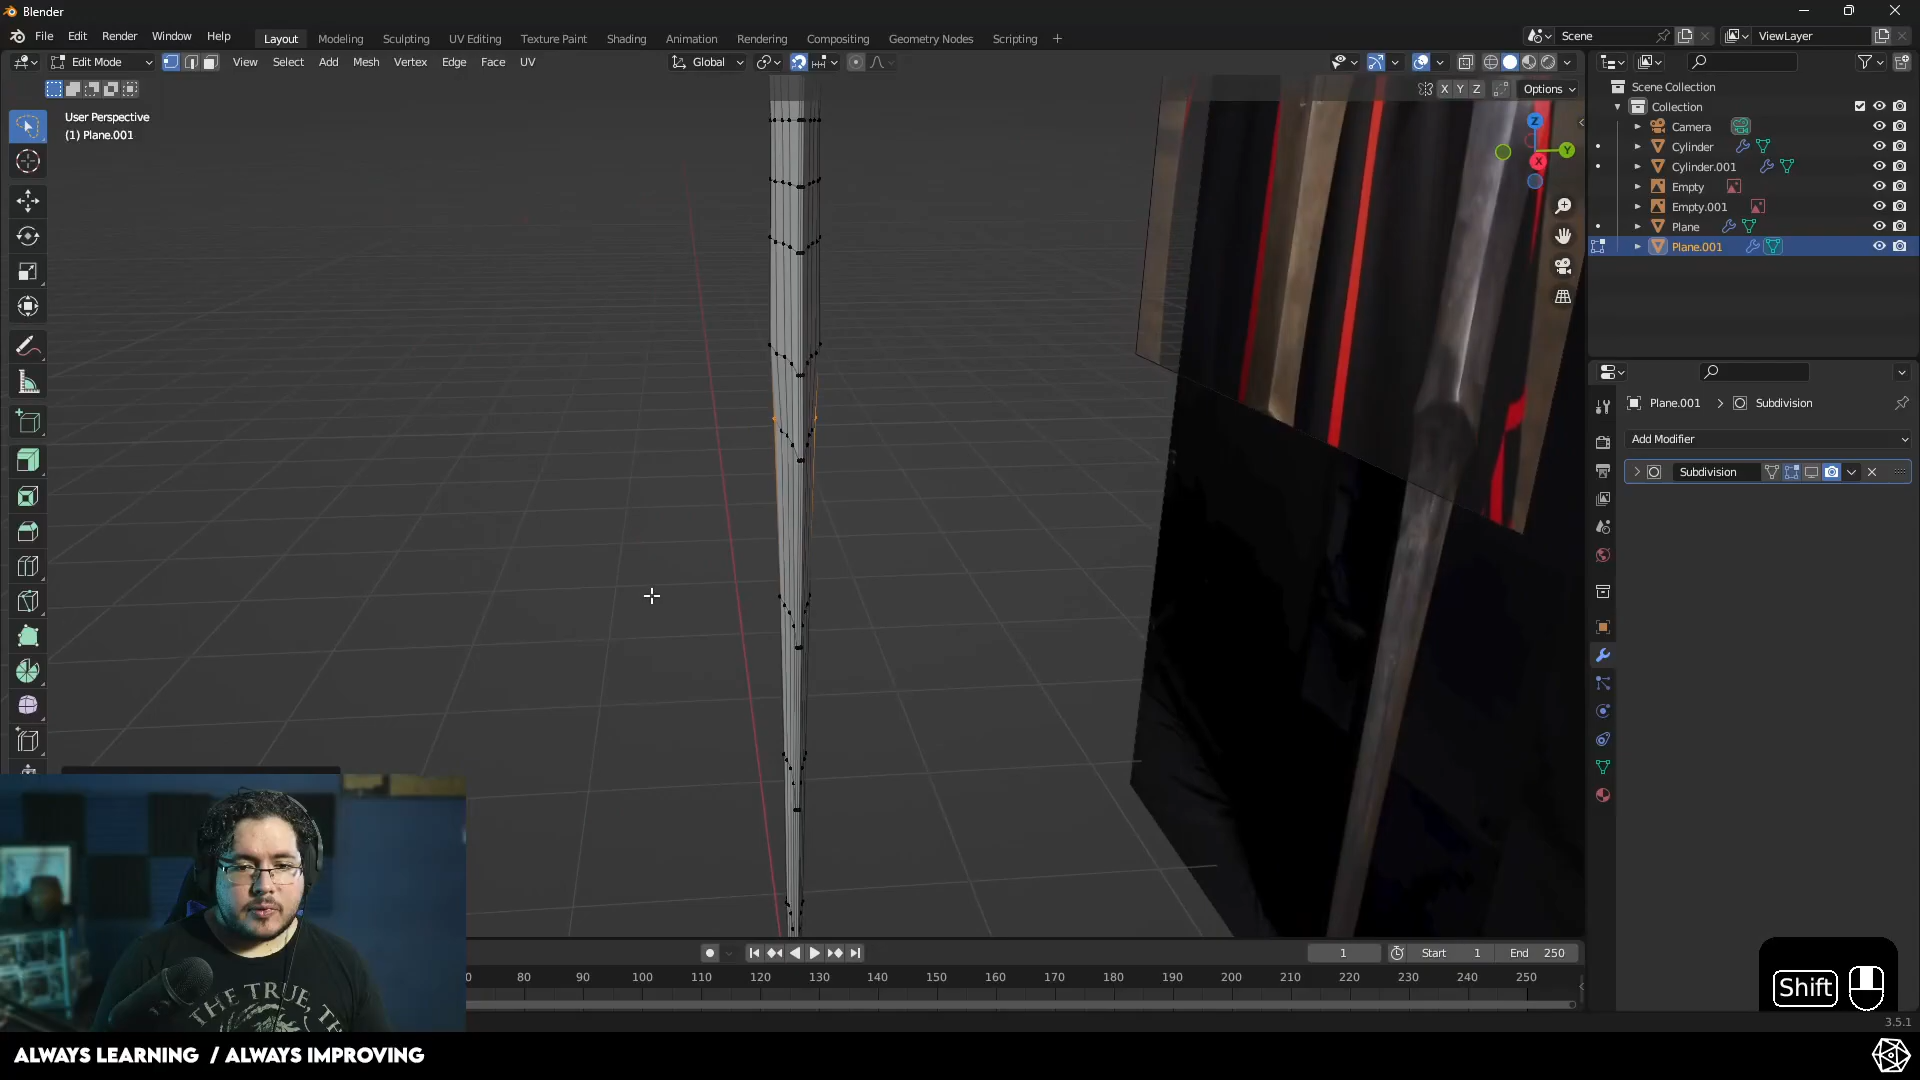 Blender
File Edit Render Window Help
Layout Modeling Sculpting UV Editing Texture Paint Shading Animation Rendering Compositing Geometry Nodes Scripting +
Scene
ViewLayer
Edit Mode
View Select Add Mesh Vertex Edge Face UV
Global
X Y Z
Options
User Perspective
(1) Plane.001
Z
Y
X
Scene Collection
Collection
Camera
Cylinder
Cylinder.001
Empty
Empty.001
Plane
Plane.001
Plane.001 > Subdivision
Add Modifier
Subdivision
1
Start 1
End 250
80 90 100 110 120 130 140 150 160 170 180 190 200 210 220 230 240 250
Shift
3.5.1
THE TRUE, TH
ALWAYS LEARNING / ALWAYS IMPROVING